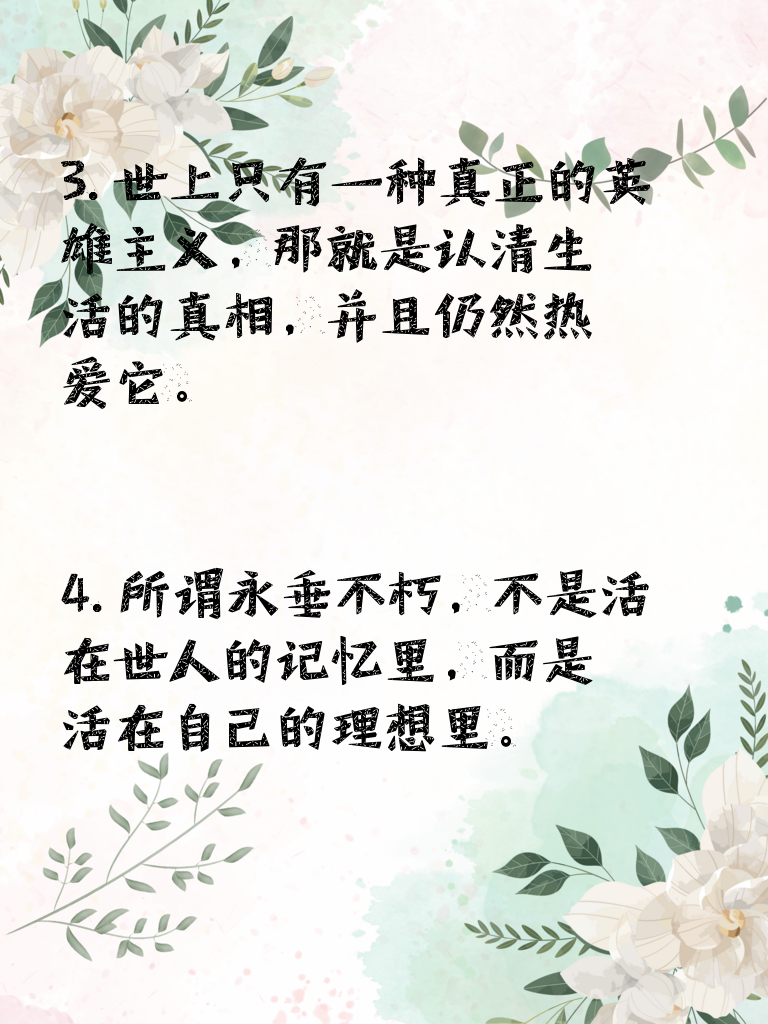 3. 世上只有一种真正的英
雄主义，那就是认清生
活的真相，并且仍然热
爱它。
4. 所谓永垂不朽，不是活
在世人的记忆里，而是
活在自己的理想里。